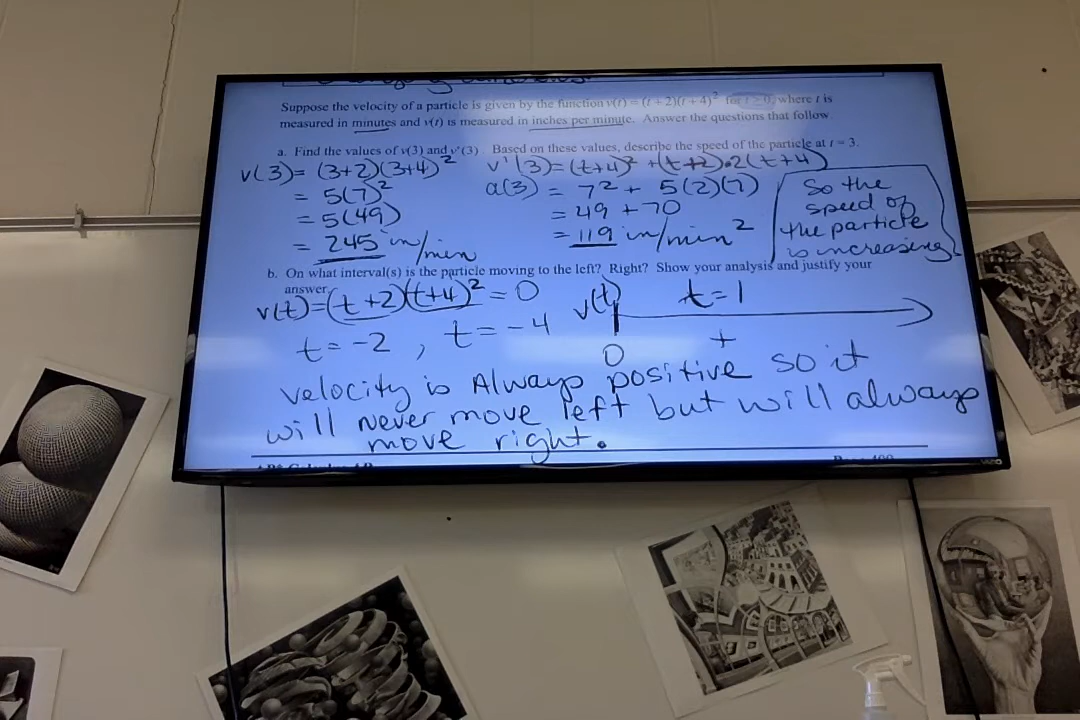 Suppose the velocity of a particle is given by the function v(t) = (t + 2)(t + 4)² for t > 0, where t is
measured in minutes and v(t) is measured in inches per minute. Answer the questions that follow
a. Find the values of v(3) and v'(3). Based on these values, describe the speed of the particle at t = 3.
v(3) = (3+2)(3+4)²
= 5(7)²
= 5(49)
= 245 in/min
v'(3) = (t+4)² + (t+2)•2(t+4)
a(3) = 7² + 5(2)(7)
= 49 + 70
= 119 in/min²
So the
speed of
the particle
is increasing
b. On what interval(s) is the particle moving to the left? Right? Show your analysis and justify your
answer.
v(t) = (t+2)(t+4)² = 0
t = -2 , t = -4
v(t)
t = 1
0
+
velocity is Always positive so it
will never move left but will always
move right.